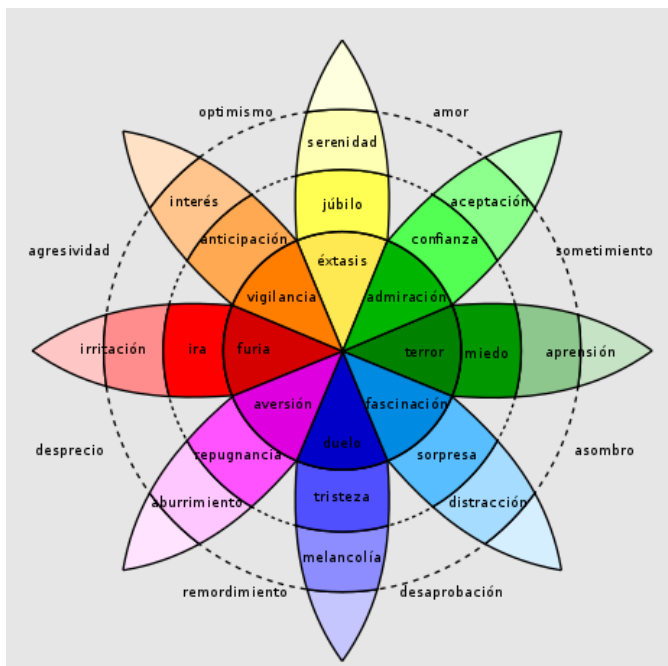 optimismo
amor
serenidad
interés
júbilo
aceptación
anticipación
confianza
agresividad
éxtasis
sometimiento
vigilancia
admiración
irritación
ira
furia
terror
miedo
aprensión
aversión
fascinación
desprecio
repugnancia
duelo
sorpresa
asombro
aburrimiento
tristeza
distracción
melancolía
remordimiento
desaprobación